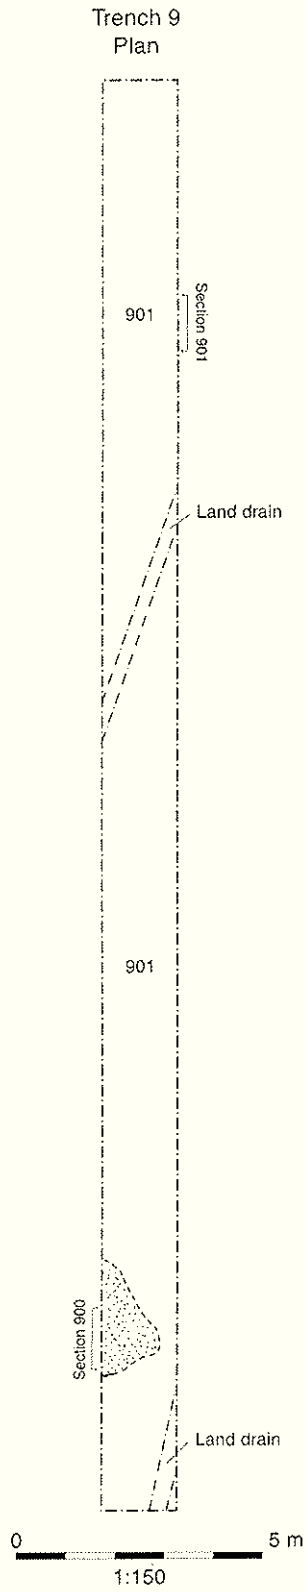 Trench 9
Plan
901
Section 901
Land drain
901
Section 900
Land drain
0 5 m
1:150